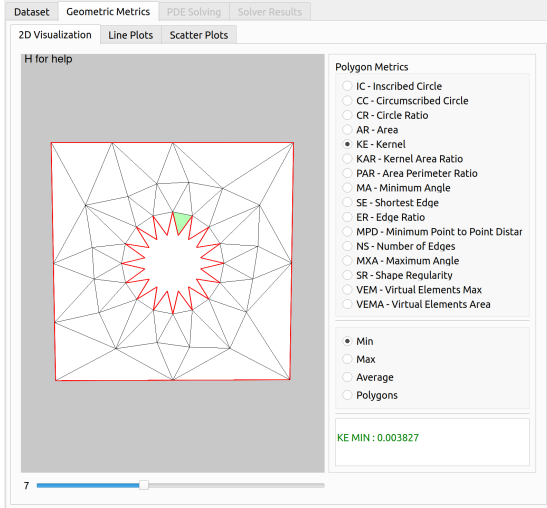 Dataset Geometric Metrics PDE Solving Solver Results
2D Visualization Line Plots Scatter Plots
H for help
Polygon Metrics
IC - Inscribed Circle
CC - Circumscribed Circle
CR - Circle Ratio
AR - Area
KE - Kernel
KAR - Kernel Area Ratio
PAR - Area Perimeter Ratio
MA - Minimum Angle
SE - Shortest Edge
ER - Edge Ratio
MPD - Minimum Point to Point Distar
NS - Number of Edges
MXA - Maximum Angle
SR - Shape Regularity
VEM - Virtual Elements Max
VEMA - Virtual Elements Area
Min
Max
Average
Polygons
KE MIN : 0.003827
7